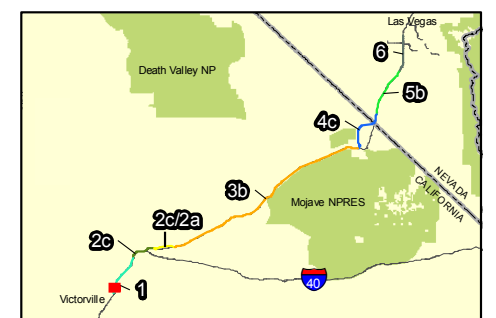 Las Vegas
6
Death Valley NP
5b
4c
NEVADA
CALIFORNIA
3b
Mojave NPRES
2c/2a
2c
40
1
Victorville